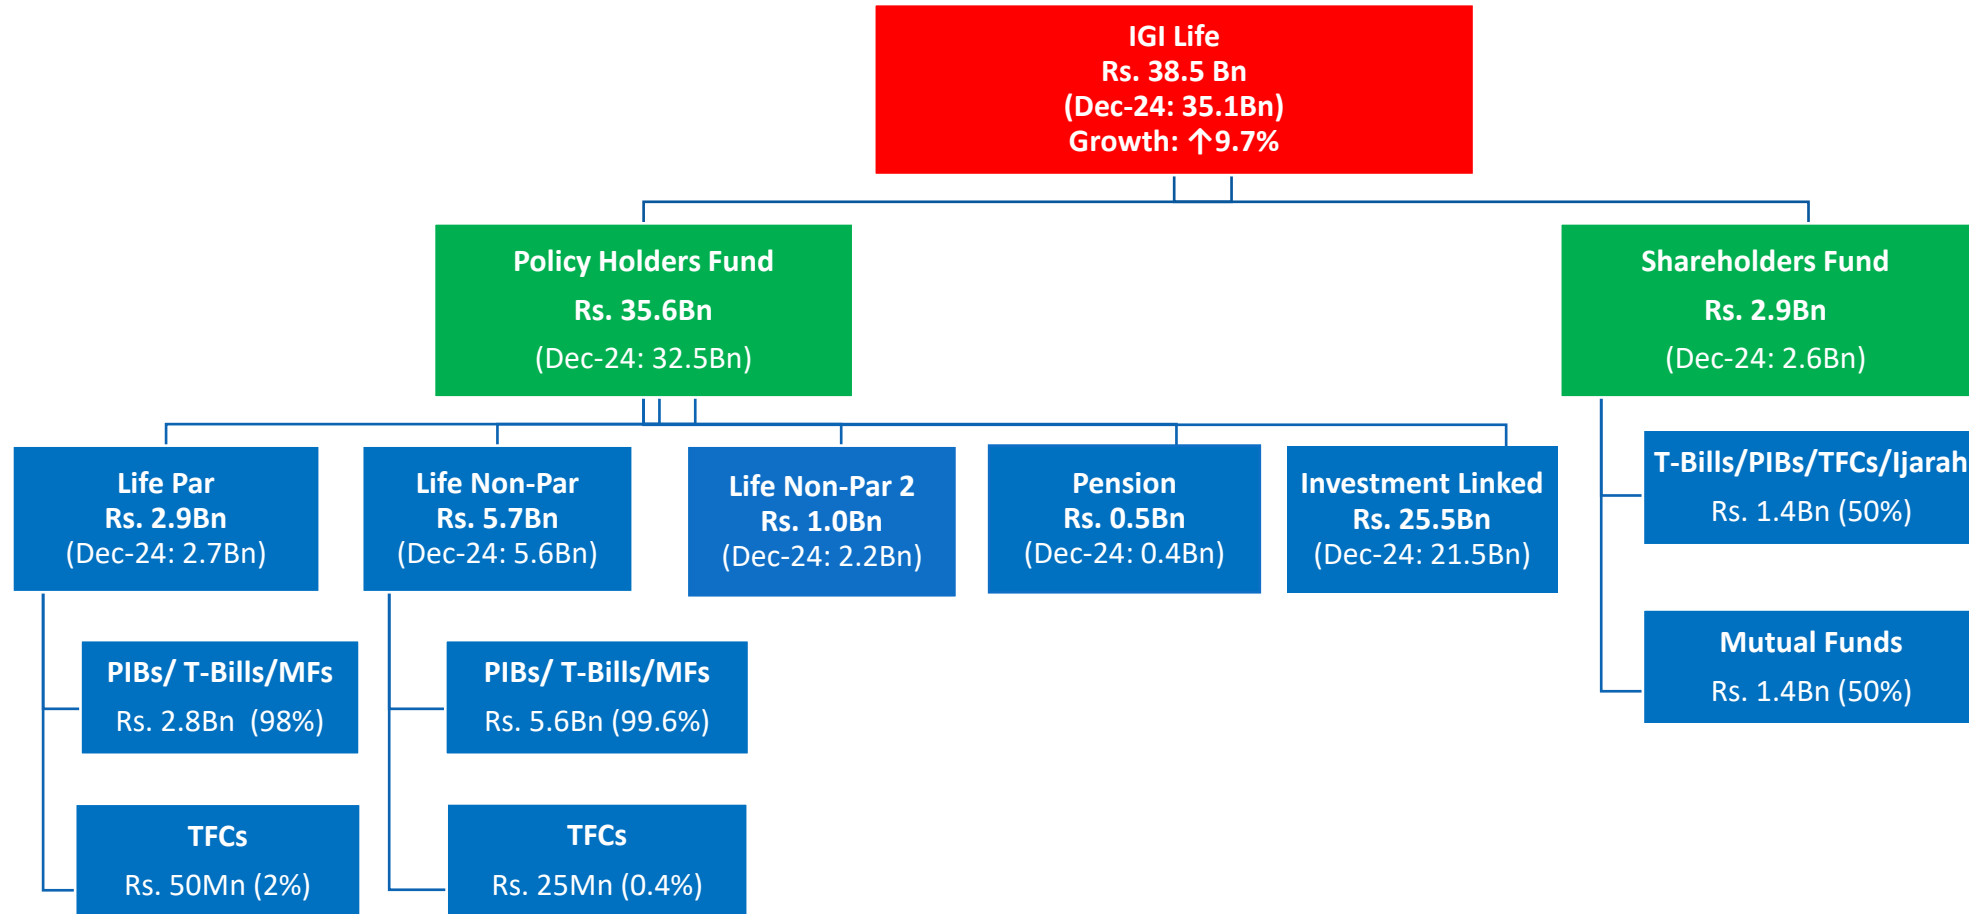 IGI Life
Rs. 38.5 Bn
(Dec-24: 35.1Bn)
Growth: ↑9.7%
Policy Holders Fund
Rs. 35.6Bn
(Dec-24: 32.5Bn)
Shareholders Fund
Rs. 2.9Bn
(Dec-24: 2.6Bn)
Life Par
Rs. 2.9Bn
(Dec-24: 2.7Bn)
Life Non-Par
Rs. 5.7Bn
(Dec-24: 5.6Bn)
Life Non-Par 2
Rs. 1.0Bn
(Dec-24: 2.2Bn)
Pension
Rs. 0.5Bn
(Dec-24: 0.4Bn)
Investment Linked
Rs. 25.5Bn
(Dec-24: 21.5Bn)
T-Bills/PIBs/TFCs/Ijarah
Rs. 1.4Bn (50%)
Mutual Funds
Rs. 1.4Bn (50%)
PIBs/ T-Bills/MFs
Rs. 2.8Bn  (98%)
PIBs/ T-Bills/MFs
Rs. 5.6Bn (99.6%)
TFCs
Rs. 50Mn (2%)
TFCs
Rs. 25Mn (0.4%)